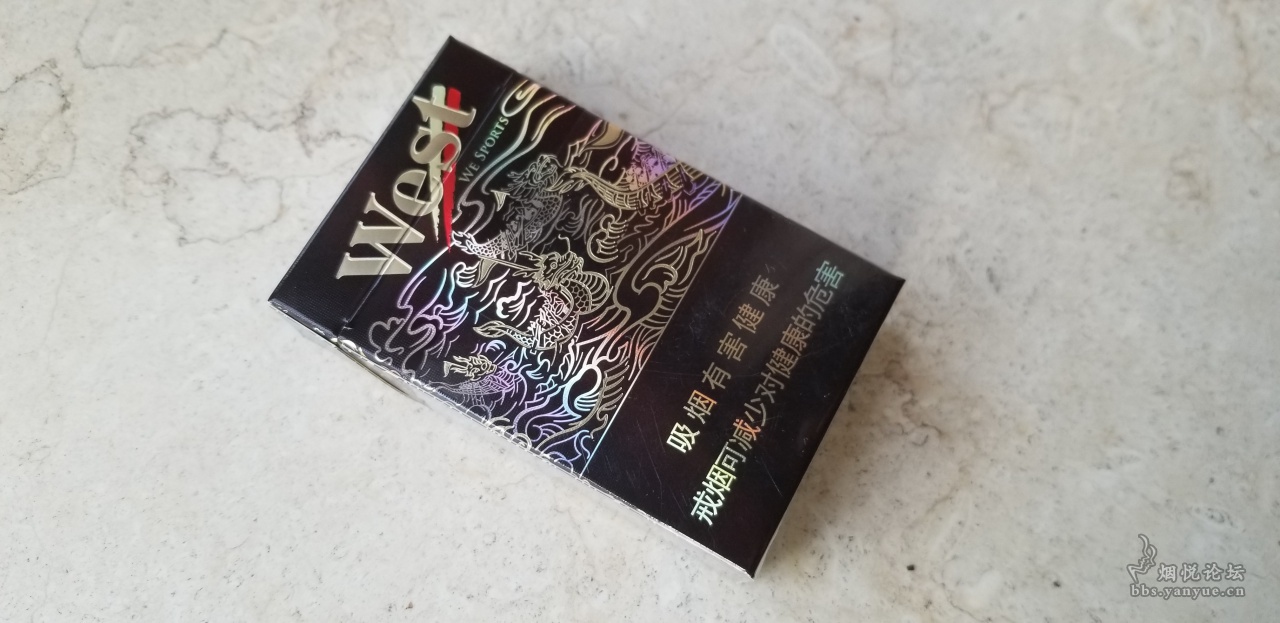 West
WE SPORTS
吸烟有害健康
戒烟可减少对健康的危害
烟悦论坛
bbs.yanyue.cn